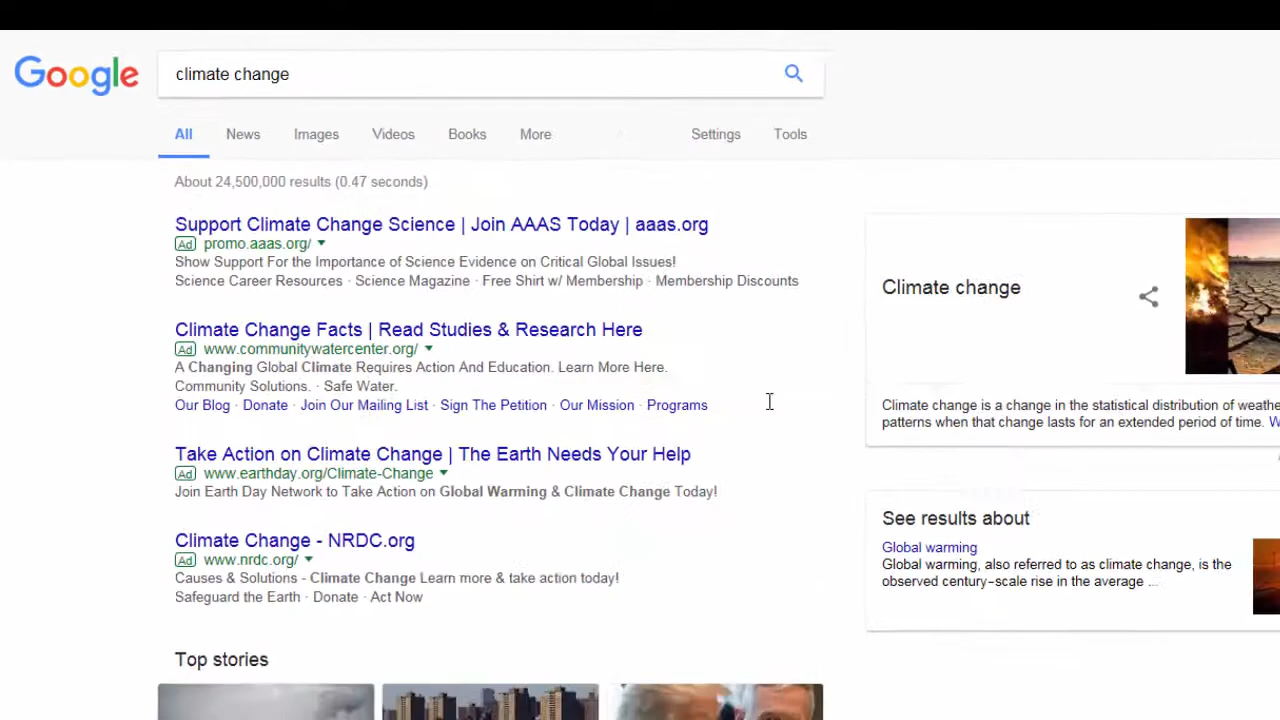 Google
climate change
All News Images Videos Books More Settings Tools
About 24,500,000 results (0.47 seconds)
Support Climate Change Science | Join AAAS Today | aaas.org
Ad promo.aaas.org/
Show Support For the Importance of Science Evidence on Critical Global Issues!
Science Career Resources · Science Magazine · Free Shirt w/ Membership · Membership Discounts
Climate Change Facts | Read Studies & Research Here
Ad www.communitywatercenter.org/
A Changing Global Climate Requires Action And Education. Learn More Here.
Community Solutions. · Safe Water.
Our Blog · Donate · Join Our Mailing List · Sign The Petition · Our Mission · Programs
Take Action on Climate Change | The Earth Needs Your Help
Ad www.earthday.org/Climate-Change
Join Earth Day Network to Take Action on Global Warming & Climate Change Today!
Climate Change - NRDC.org
Ad www.nrdc.org/
Causes & Solutions - Climate Change Learn more & take action today!
Safeguard the Earth · Donate · Act Now
Top stories
Climate change
Climate change is a change in the statistical distribution of
patterns when that change lasts for an extended period of time.
See results about
Global warming
Global warming, also referred to as climate change, is the
observed century-scale rise in the average ...